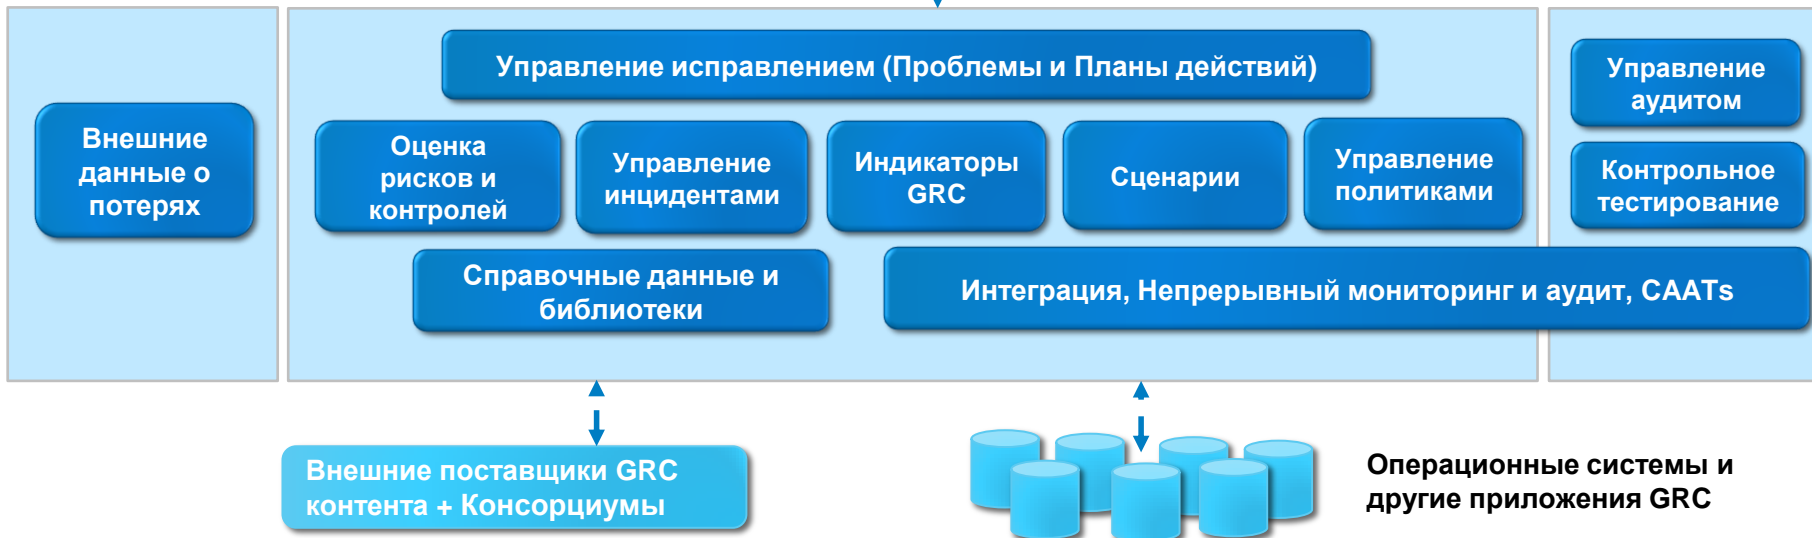 Управление исправлением (Проблемы и Планы действий)
Управление
аудитом
Внешние
данные о
потерях
Оценка
рисков и
контролей
Управление
инцидентами
Индикаторы
GRC
Сценарии
Управление
политиками
Контрольное
тестирование
Справочные данные и
библиотеки
Интеграция, Непрерывный мониторинг и аудит, CAATs
Внешние поставщики GRC
контента + Консорциумы
Операционные системы и
другие приложения GRC